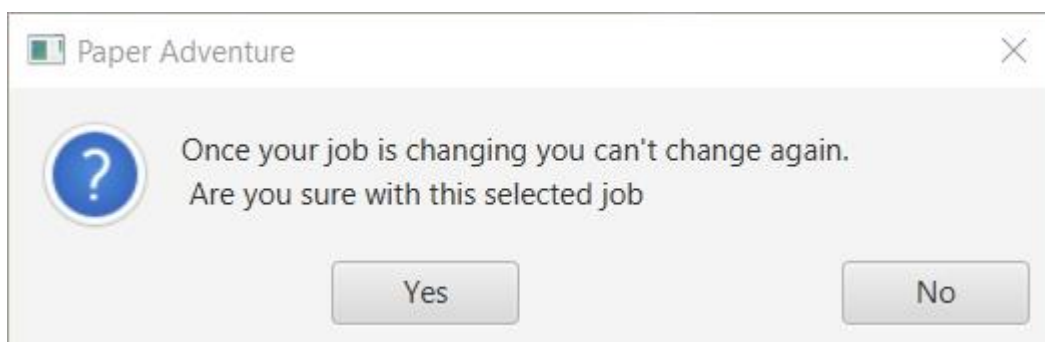 Paper Adventure
Once your job is changing you can't change again.
Are you sure with this selected job
Yes
No